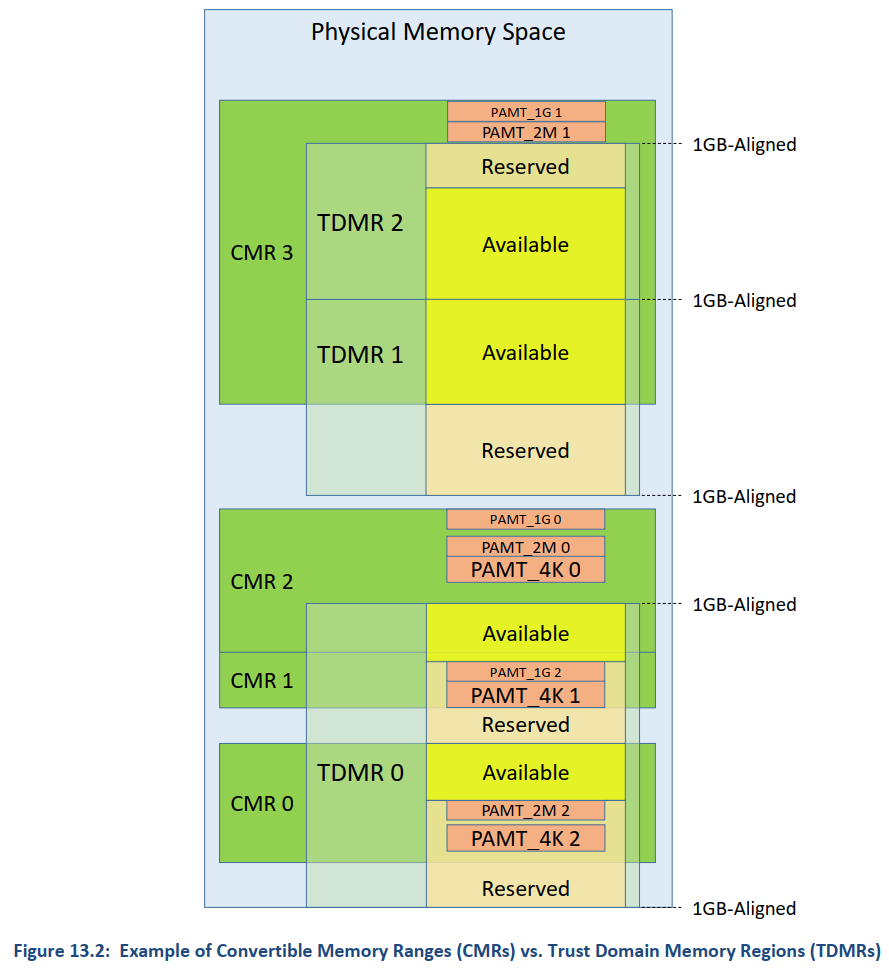 Physical Memory Space
PAMT_1G 1
PAMT_2M 1
1GB-Aligned
Reserved
TDMR 2
Available
CMR 3
1GB-Aligned
TDMR 1
Available
Reserved
1GB-Aligned
PAMT_1G 0
PAMT_2M 0
PAMT_4K 0
CMR 2
1GB-Aligned
Available
PAMT_1G 2
CMR 1
PAMT_4K 1
Reserved
TDMR 0
Available
CMR 0
PAMT_2M 2
PAMT_4K 2
Reserved
1GB-Aligned
Figure 13.2: Example of Convertible Memory Ranges (CMRs) vs. Trust Domain Memory Regions (TDMRs)